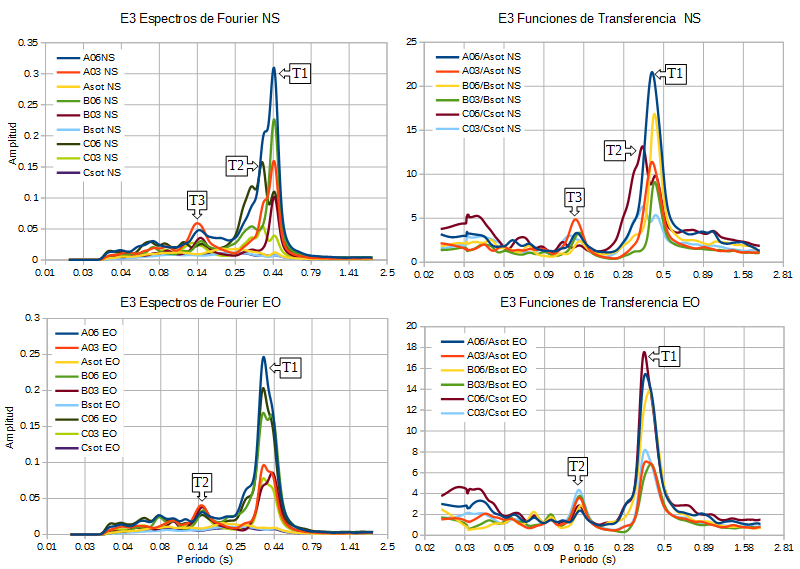 E3 Espectros de Fourier NS
0.35
0.3
0.25
0.2
0.15
0.1
0.05
0
Amplitud
A06NS
A03 NS
Asot NS
B06 NS
B03 NS
Bsot NS
C06 NS
C03 NS
Csot NS
T1
T2
T3
0.01 0.03 0.04 0.08 0.14 0.25 0.44 0.79 1.41 2.5
E3 Funciones de Transferencia NS
25
20
15
10
5
0
A06/Asot NS
A03/Asot NS
B06/Bsot NS
B03/Bsot NS
C06/Csot NS
C03/Csot NS
T1
T2
T3
0.02 0.03 0.05 0.09 0.16 0.28 0.5 0.89 1.58 2.81
E3 Espectros de Fourier EO
0.3
0.25
0.2
0.15
0.1
0.05
0
Amplitud
A06 EO
A03 EO
Asot EO
B06 EO
B03 EO
Bsot EO
C06 EO
C03 EO
Csot EO
T1
T2
0.01 0.03 0.04 0.08 0.14 0.25 0.44 0.79 1.41 2.5
Periodo (s)
E3 Funciones de Transferencia EO
20
18
16
14
12
10
8
6
4
2
0
A06/Asot EO
A03/Asot EO
B06/Bsot EO
B03/Bsot EO
C06/Csot EO
C03/Csot EO
T1
T2
0.02 0.03 0.05 0.09 0.16 0.28 0.5 0.89 1.58 2.81
Periodo (s)